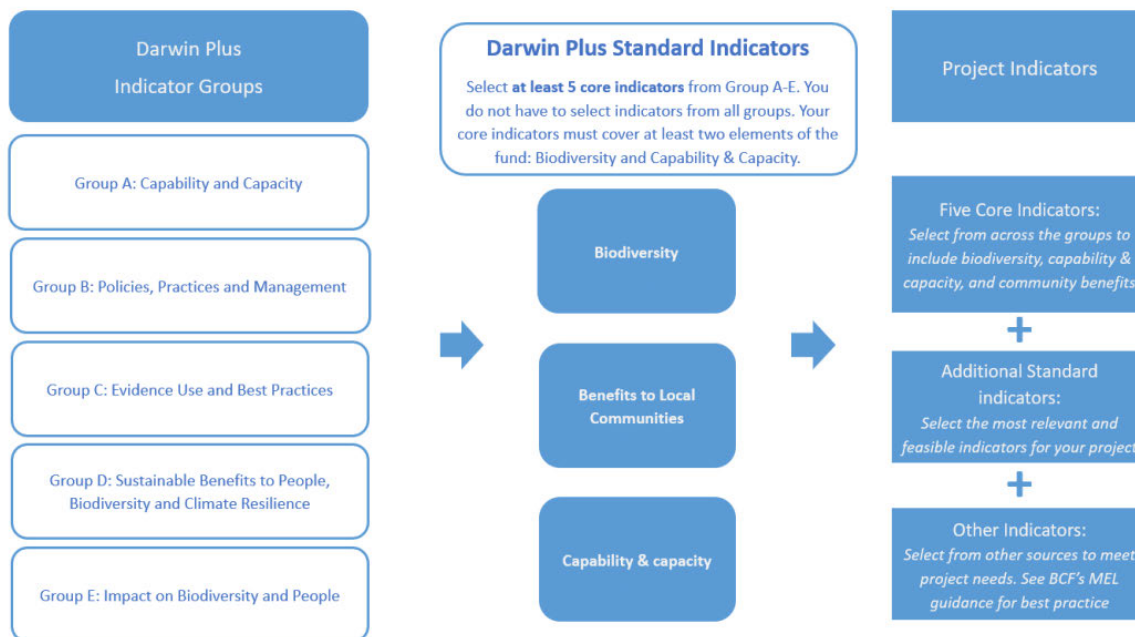 Darwin Plus
Indicator Groups
Group A: Capability and Capacity
Group B: Policies, Practices and Management
Group C: Evidence Use and Best Practices
Group D: Sustainable Benefits to People,
Biodiversity and Climate Resilience
Group E: Impact on Biodiversity and People
Darwin Plus Standard Indicators
Select at least 5 core indicators from Group A-E. You
do not have to select indicators from all groups. Your
core indicators must cover at least two elements of the
fund: Biodiversity and Capability & Capacity.
Biodiversity
Benefits to Local
Communities
Capability & capacity
Project Indicators
Five Core Indicators:
Select from across the groups to
include biodiversity, capability &
capacity, and community benefits
+
Additional Standard
indicators:
Select the most relevant and
feasible indicators for your project
+
Other Indicators:
Select from other sources to meet
project needs. See BCF's MEL
guidance for best practice